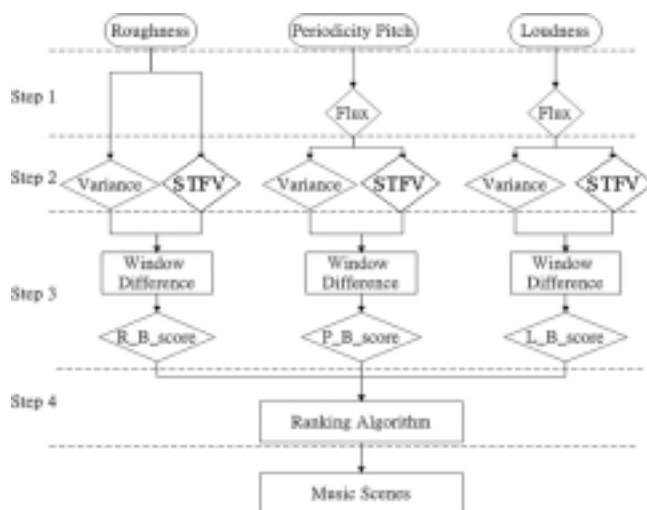 Roughness
Periodicity Pitch
Loudness
Step 1
Flux
Flux
Step 2
Variance
STFV
Variance
STFV
Variance
STFV
Step 3
Window
Difference
Window
Difference
Window
Difference
R_B_score
P_B_score
L_B_score
Step 4
Ranking Algorithm
Music Scenes